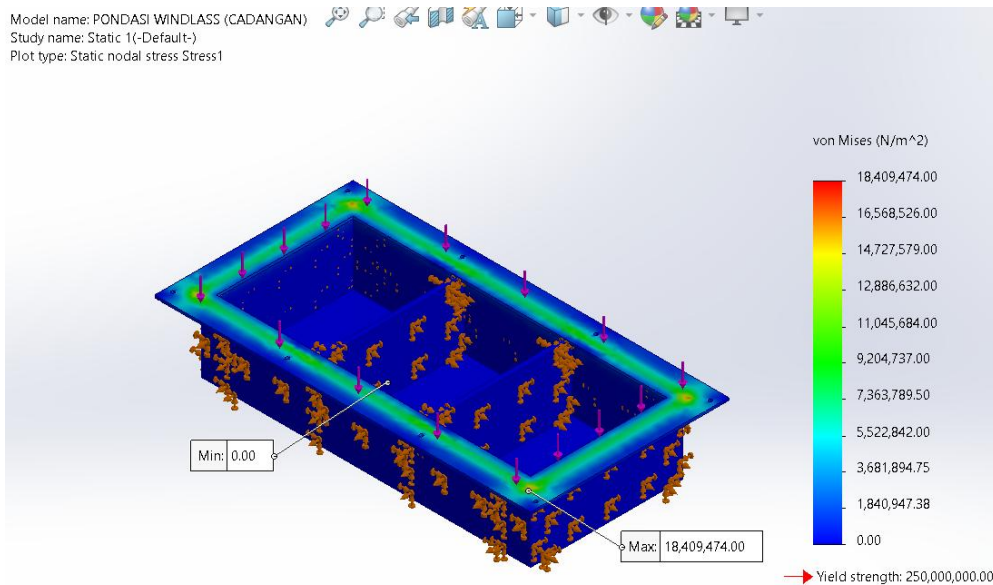 Model name: PONDASI WINDLASS (CADANGAN)
Study name: Static 1(-Default-)
Plot type: Static nodal stress Stress1
von Mises (N/m^2)
18,409,474.00
16,568,526.00
14,727,579.00
12,886,632.00
11,045,684.00
9,204,737.00
7,363,789.50
5,522,842.00
3,681,894.75
1,840,947.38
0.00
Yield strength: 250,000,000.00
Min: 0.00
Max: 18,409,474.00